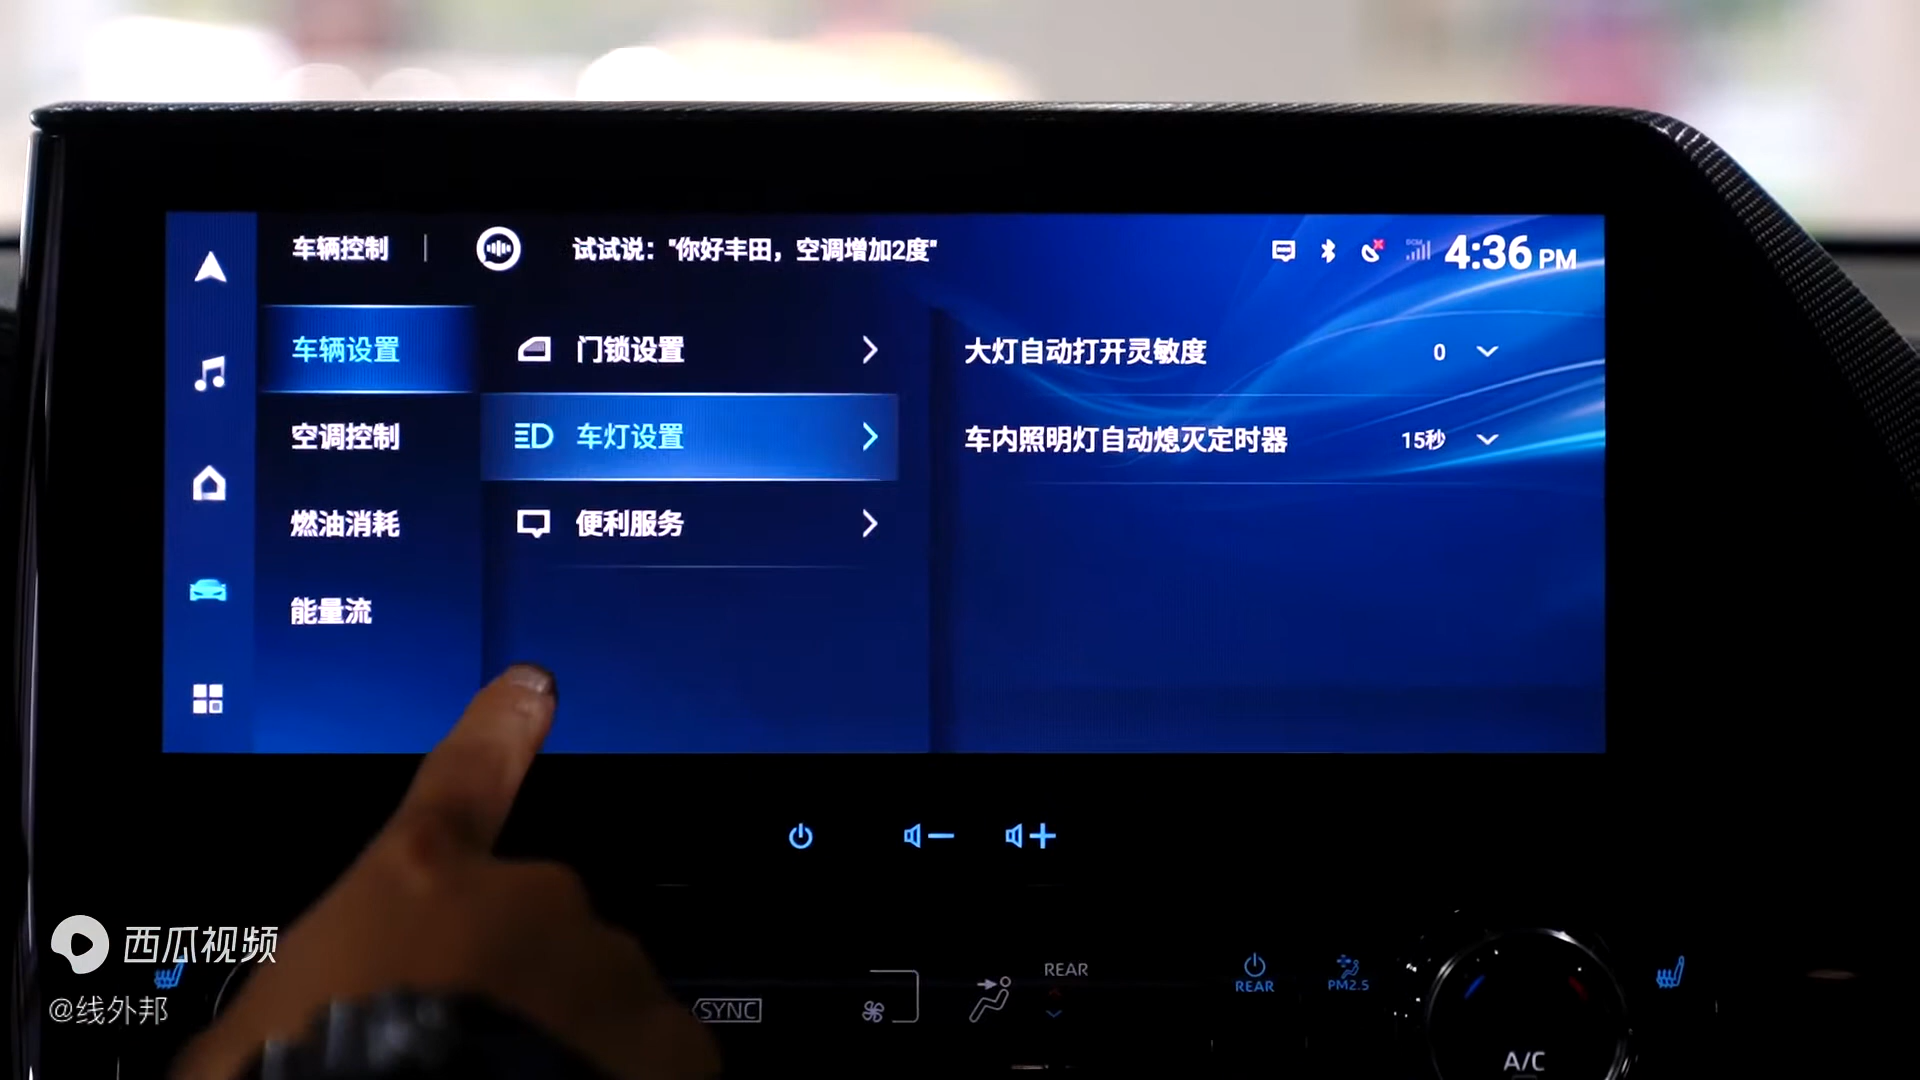 车辆控制
试试说："你好丰田，空调增加2度"
DCM
4:36 PM
车辆设置
空调控制
燃油消耗
能量流
门锁设置
车灯设置
便利服务
大灯自动打开灵敏度 0
车内照明灯自动熄灭定时器 15秒
西瓜视频
@线外邦
SYNC
REAR
REAR
PM2.5
A/C